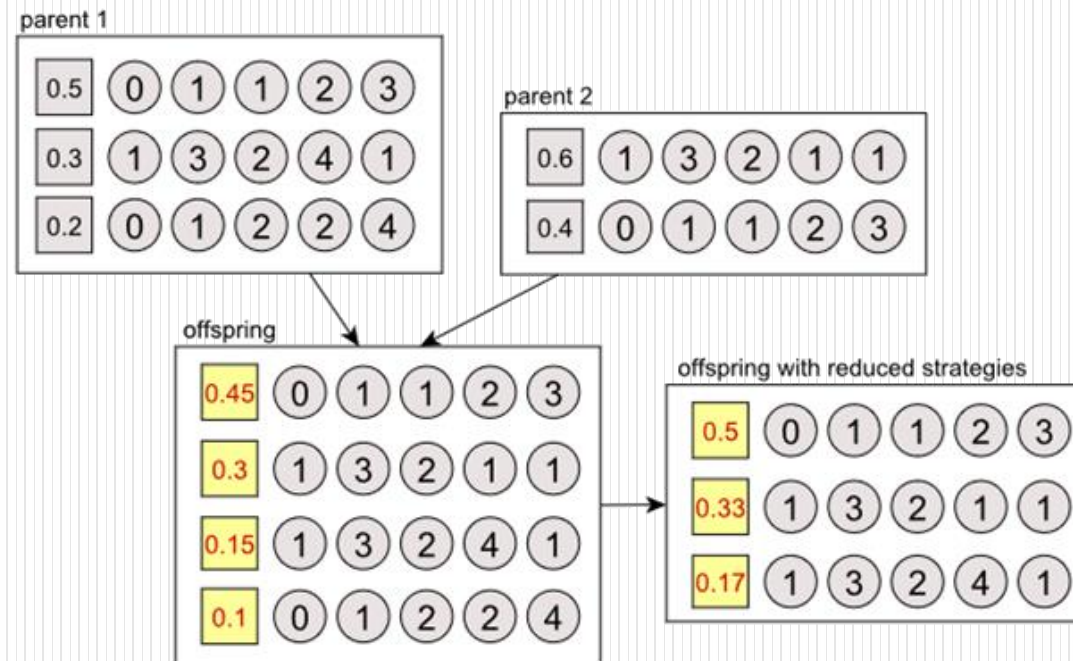 parent 1
0.5 0 1 1 2 3
0.3 1 3 2 4 1
0.2 0 1 2 2 4
parent 2
0.6 1 3 2 1 1
0.4 0 1 1 2 3
offspring
0.45 0 1 1 2 3
0.3 1 3 2 1 1
0.15 1 3 2 4 1
0.1 0 1 2 2 4
offspring with reduced strategies
0.5 0 1 1 2 3
0.33 1 3 2 1 1
0.17 1 3 2 4 1